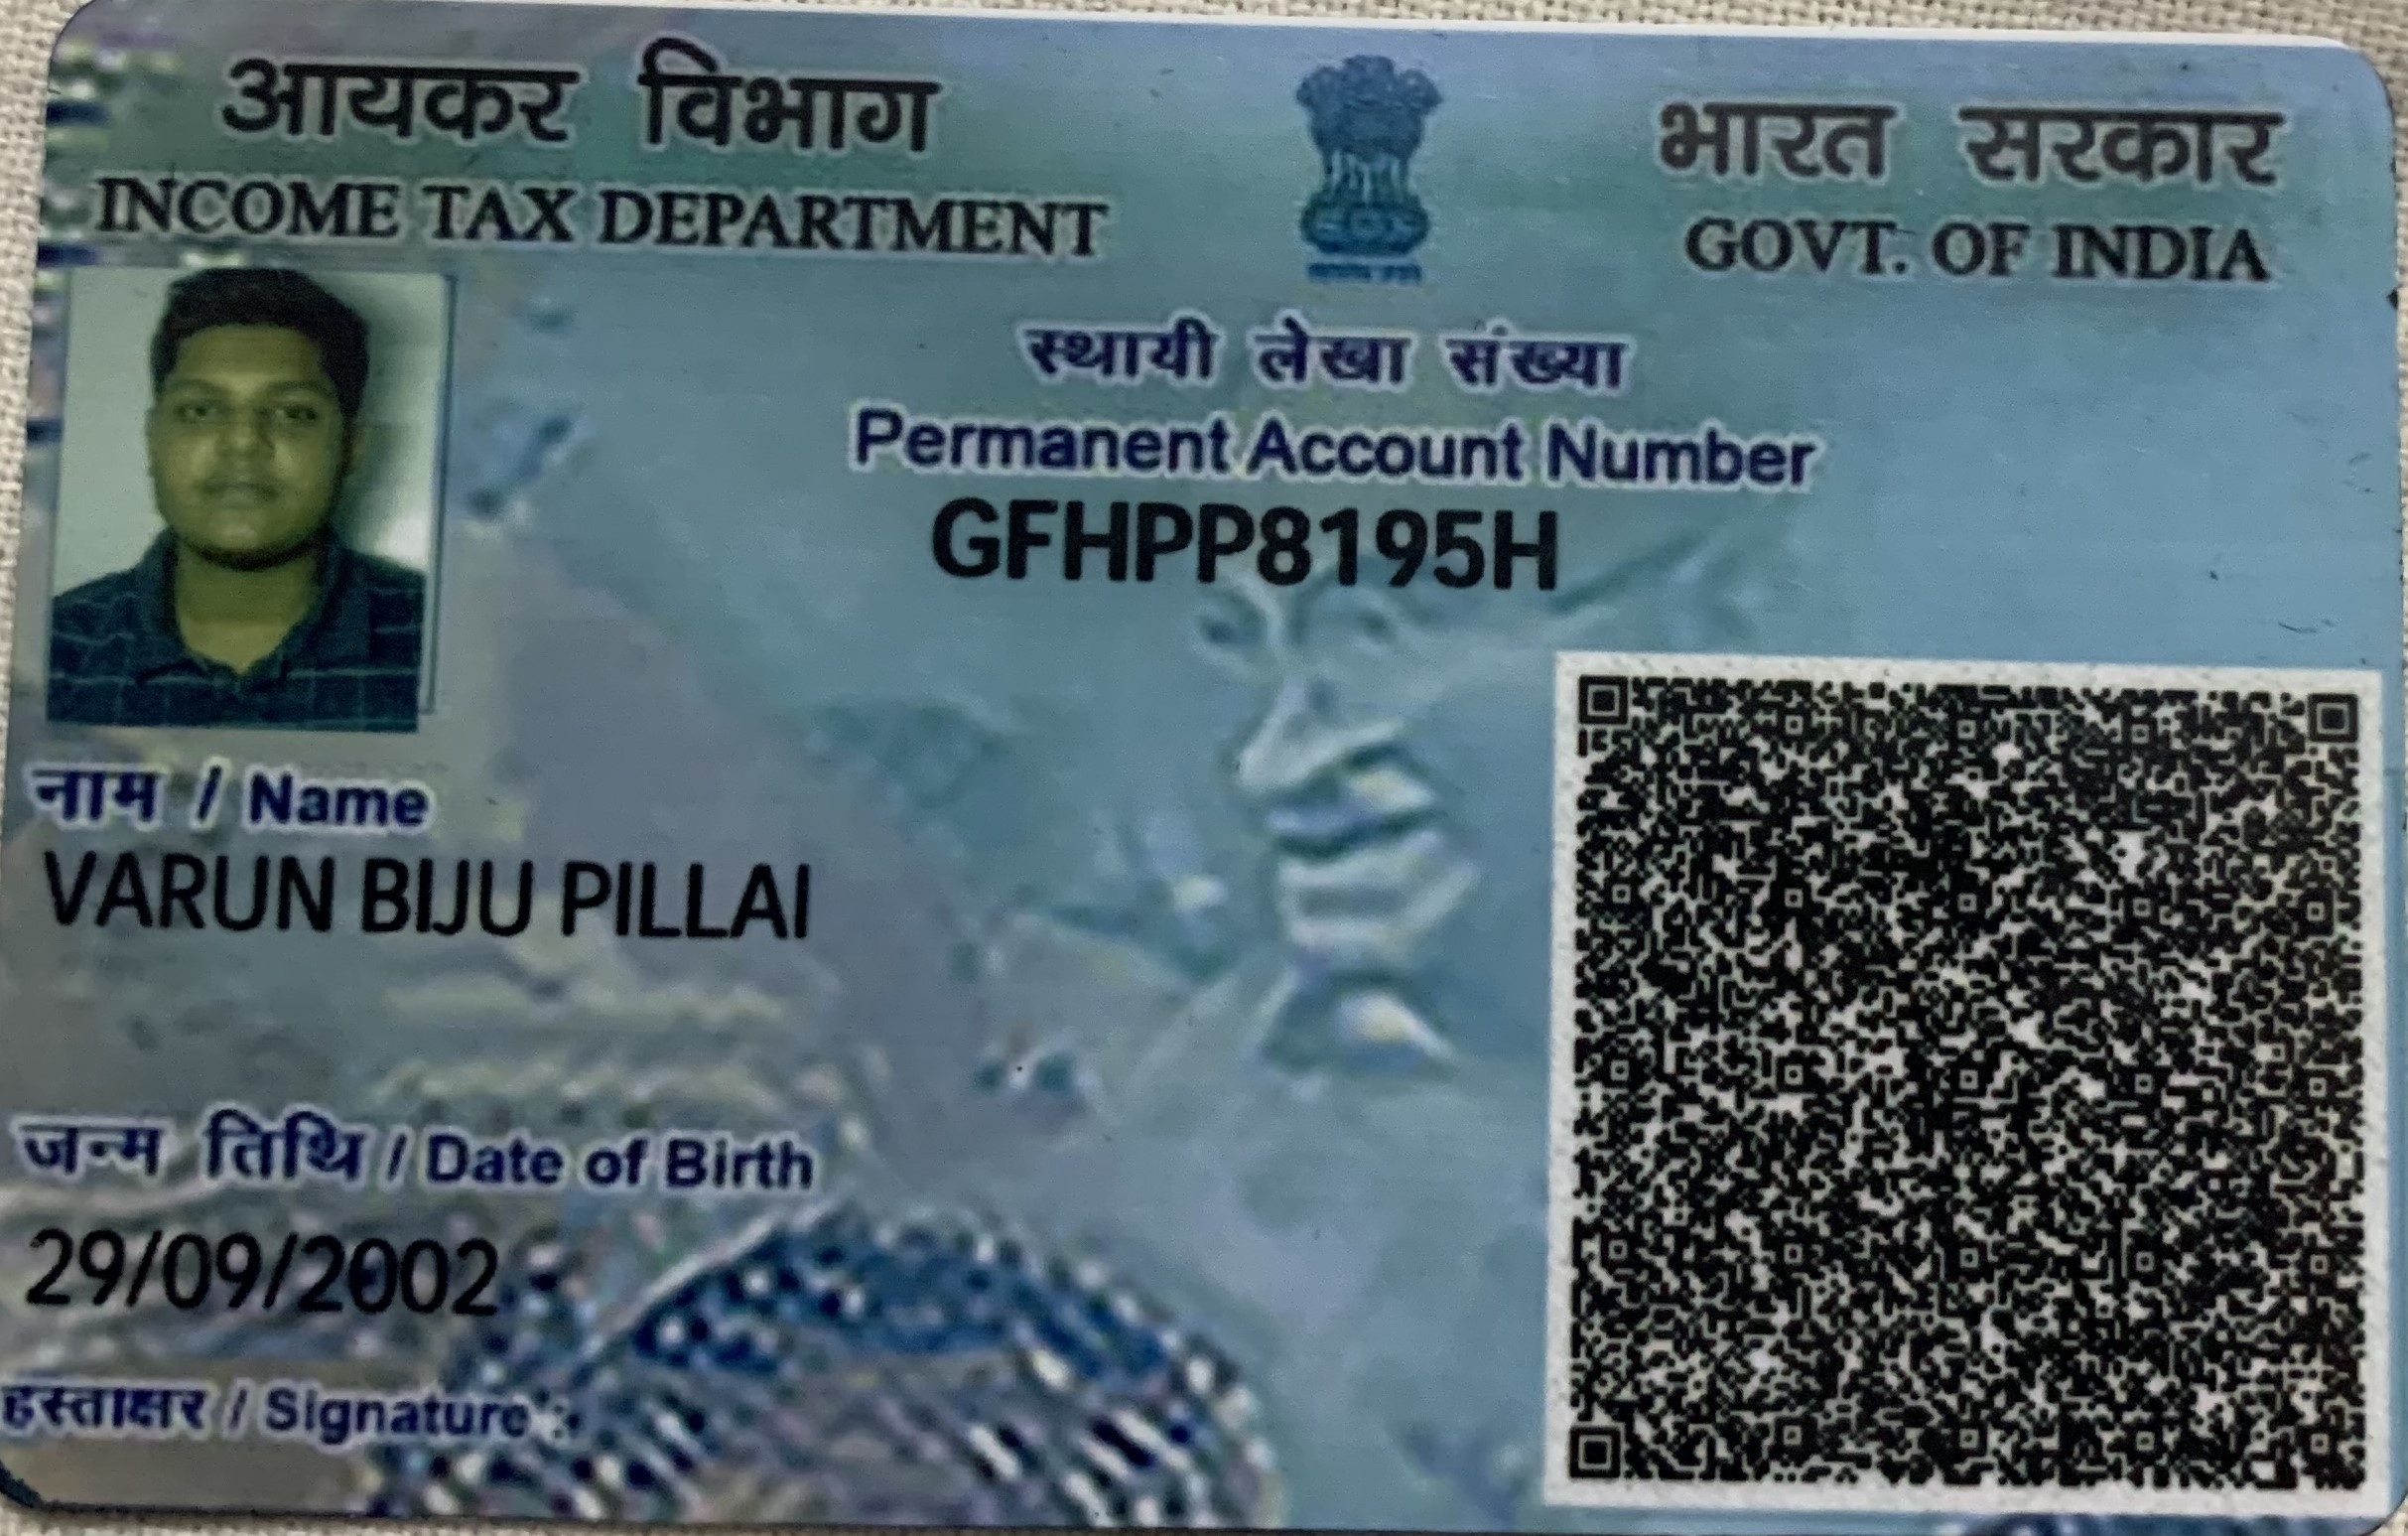 आयकर विभाग
INCOME TAX DEPARTMENT
भारत सरकार
GOVT. OF INDIA
स्थायी लेखा संख्या
Permanent Account Number
GFHPP8195H
नाम / Name
VARUN BIJU PILLAI
जन्म तिथि / Date of Birth
29/09/2002
हस्ताक्षर / Signature :